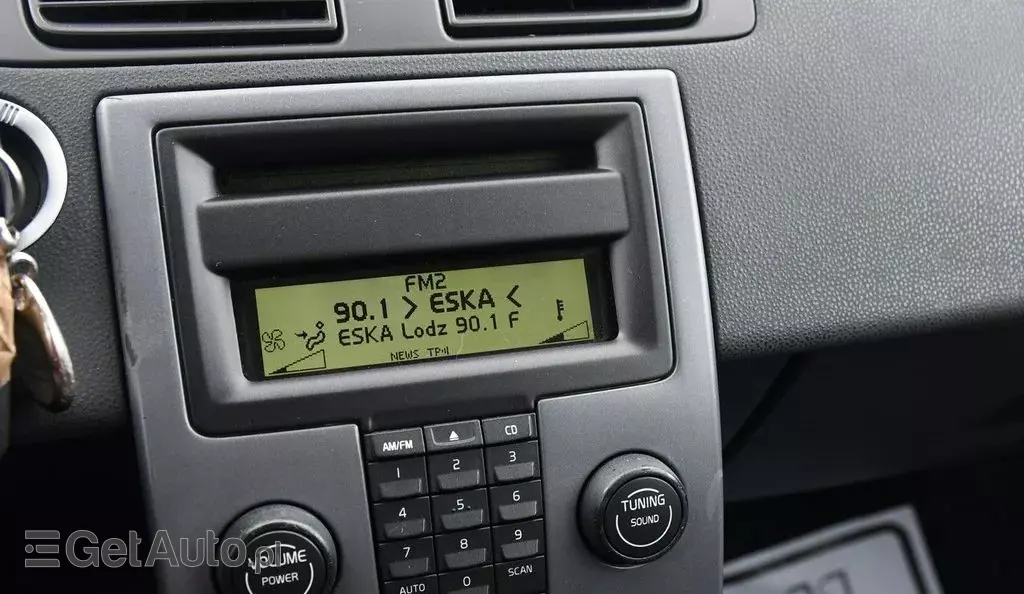 FM2
90.1 > ESKA <
ESKA Lodz 90.1 F
NEWS TP
AM/FM CD
1 2 3
4 .5 6
7 8 9
AUTO 0 SCAN
VOLUME
POWER
TUNING
SOUND
GetAuto.pl